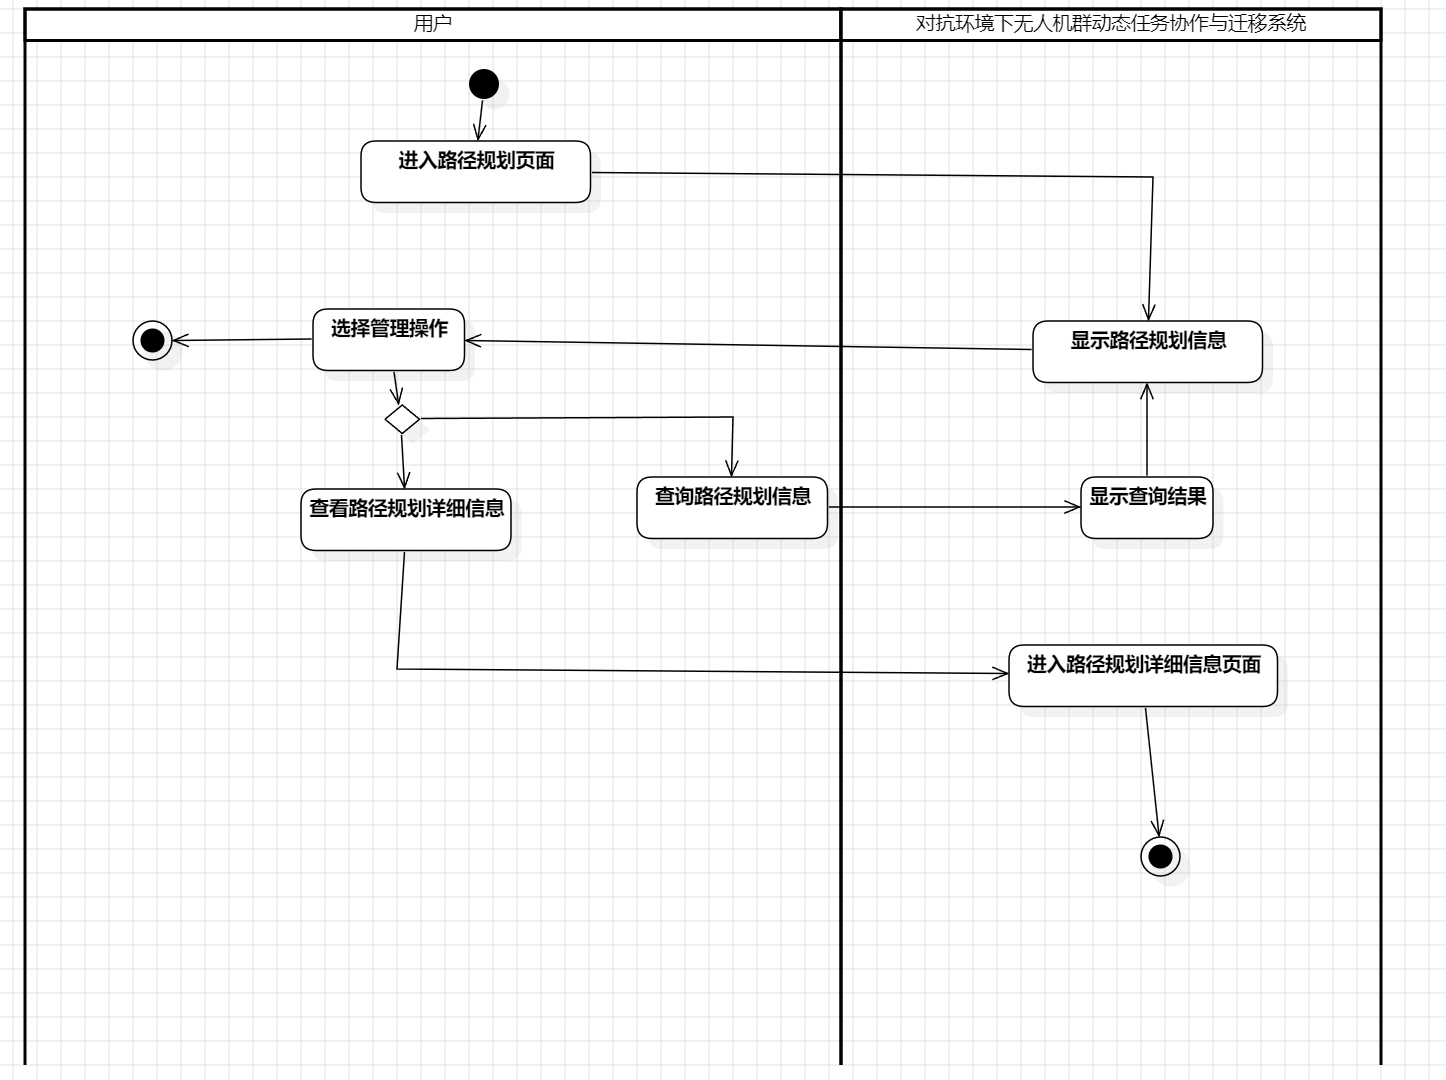 用户
对抗环境下无人机群动态任务协作与迁移系统
进入路径规划页面
选择管理操作
显示路径规划信息
查看路径规划详细信息
查询路径规划信息
显示查询结果
进入路径规划详细信息页面